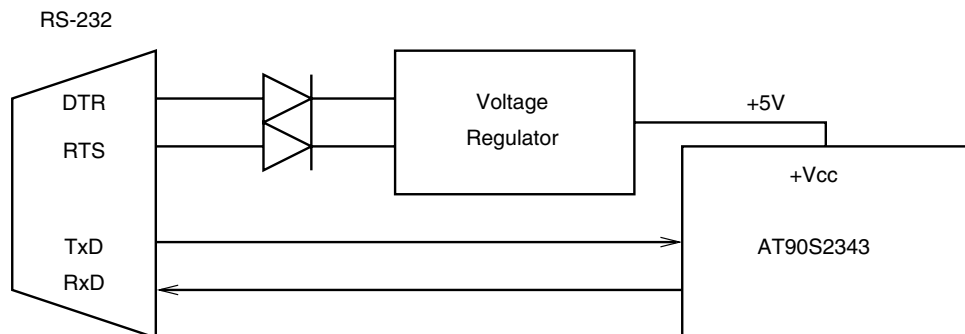 RS-232
DTR
RTS
TxD
RxD
Voltage
Regulator
+5V
+Vcc
AT90S2343